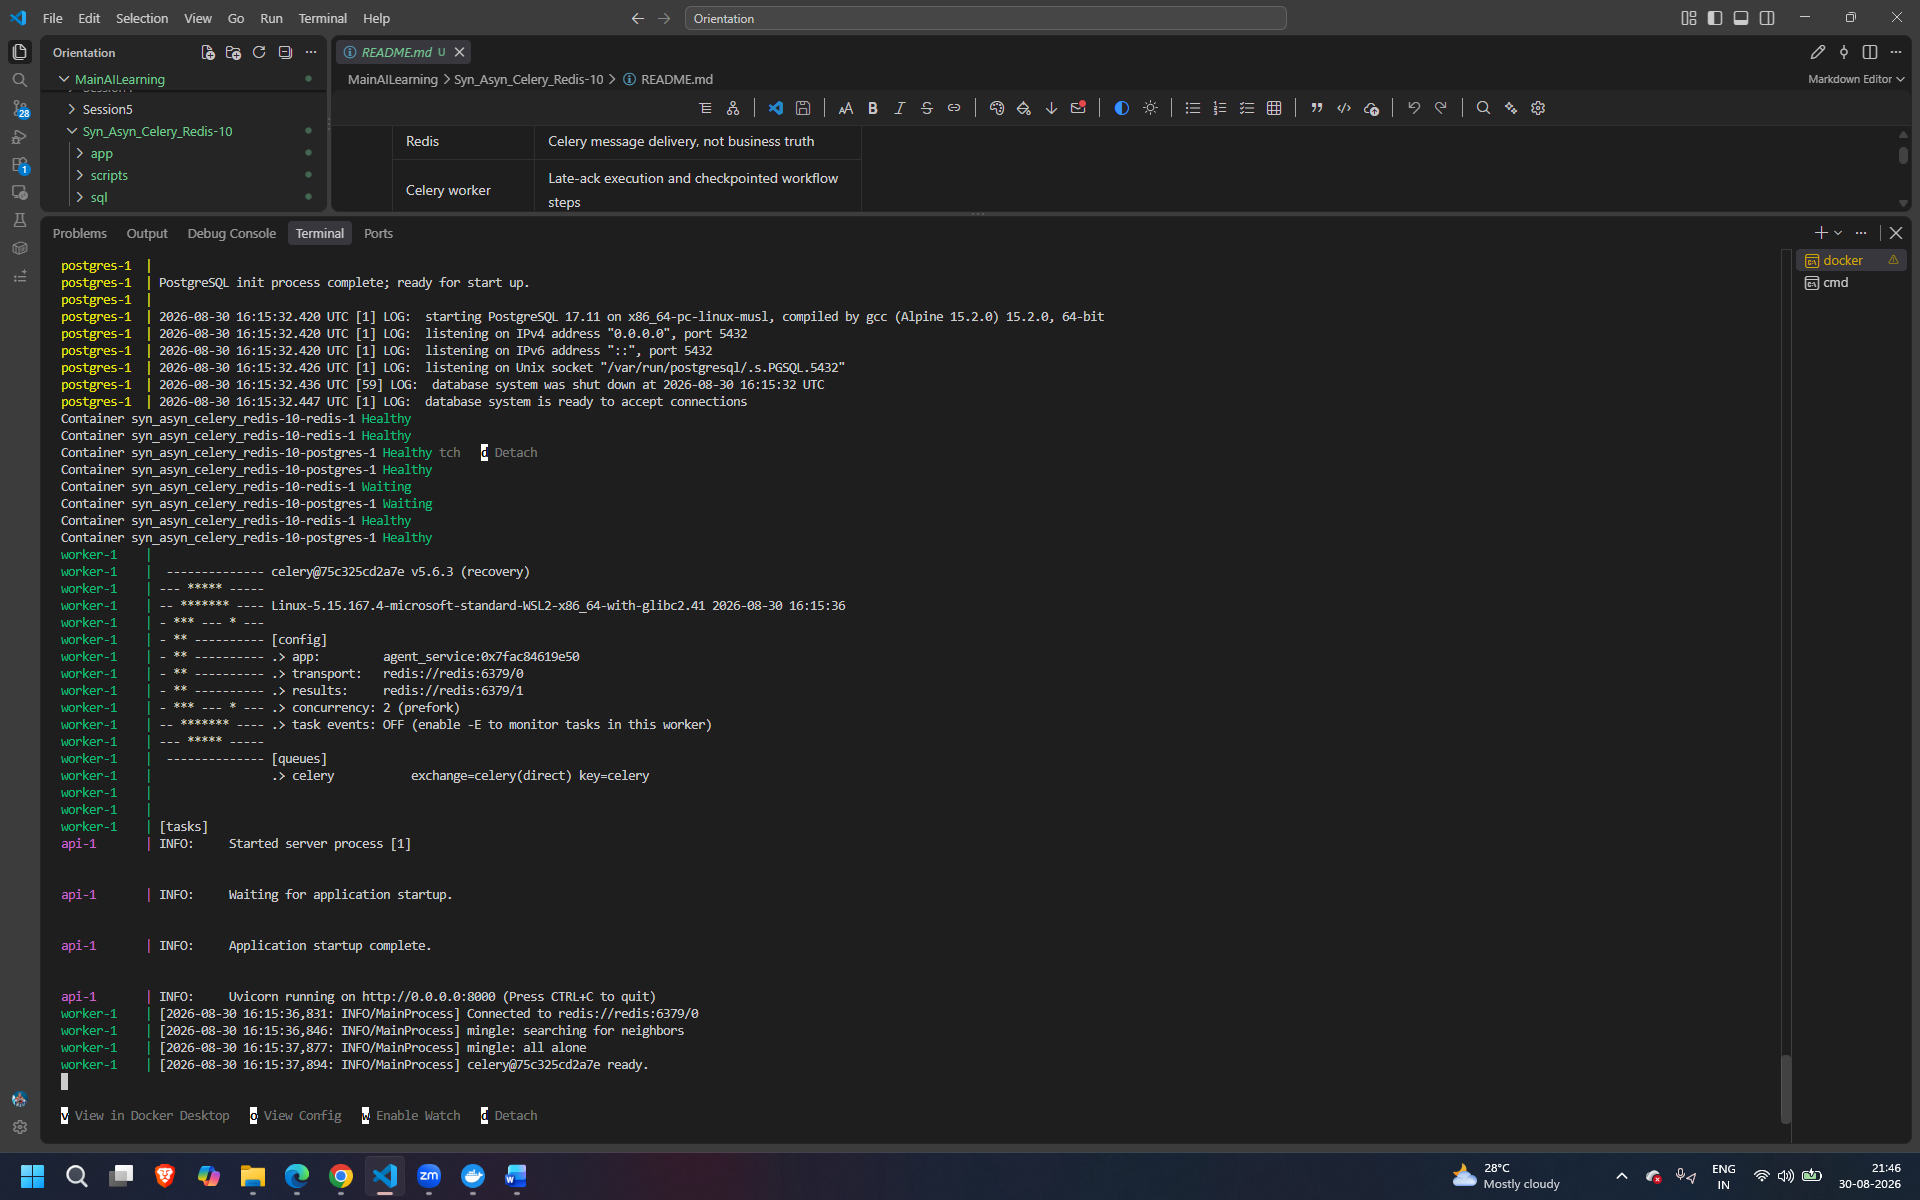 File Edit Selection View Go Run Terminal Help
Orientation
Orientation
README.md U
MainAILearning
MainAILearning > Syn_Asyn_Celery_Redis-10 > README.md
Markdown Editor
Session5
Syn_Asyn_Celery_Redis-10
app
scripts
sql
28
1
Redis Celery message delivery, not business truth
Celery worker Late-ack execution and checkpointed workflow steps
Problems Output Debug Console Terminal Ports
docker
cmd
postgres-1 |
postgres-1 | PostgreSQL init process complete; ready for start up.
postgres-1 |
postgres-1 | 2026-08-30 16:15:32.420 UTC [1] LOG:  starting PostgreSQL 17.11 on x86_64-pc-linux-musl, compiled by gcc (Alpine 15.2.0) 15.2.0, 64-bit
postgres-1 | 2026-08-30 16:15:32.420 UTC [1] LOG:  listening on IPv4 address "0.0.0.0", port 5432
postgres-1 | 2026-08-30 16:15:32.420 UTC [1] LOG:  listening on IPv6 address "::", port 5432
postgres-1 | 2026-08-30 16:15:32.426 UTC [1] LOG:  listening on Unix socket "/var/run/postgresql/.s.PGSQL.5432"
postgres-1 | 2026-08-30 16:15:32.436 UTC [59] LOG:  database system was shut down at 2026-08-30 16:15:32 UTC
postgres-1 | 2026-08-30 16:15:32.447 UTC [1] LOG:  database system is ready to accept connections
Container syn_asyn_celery_redis-10-redis-1 Healthy
Container syn_asyn_celery_redis-10-redis-1 Healthy
Container syn_asyn_celery_redis-10-postgres-1 Healthy tch   d Detach
Container syn_asyn_celery_redis-10-postgres-1 Healthy
Container syn_asyn_celery_redis-10-redis-1 Waiting
Container syn_asyn_celery_redis-10-postgres-1 Waiting
Container syn_asyn_celery_redis-10-redis-1 Healthy
Container syn_asyn_celery_redis-10-postgres-1 Healthy
worker-1 |
worker-1 |  -------------- celery@75c325cd2a7e v5.6.3 (recovery)
worker-1 | --- ***** -----
worker-1 | -- ******* ---- Linux-5.15.167.4-microsoft-standard-WSL2-x86_64-with-glibc2.41 2026-08-30 16:15:36
worker-1 | - *** --- * ---
worker-1 | - ** ---------- [config]
worker-1 | - ** ---------- .> app:         agent_service:0x7fac84619e50
worker-1 | - ** ---------- .> transport:   redis://redis:6379/0
worker-1 | - ** ---------- .> results:     redis://redis:6379/1
worker-1 | - *** --- * --- .> concurrency: 2 (prefork)
worker-1 | -- ******* ---- .> task events: OFF (enable -E to monitor tasks in this worker)
worker-1 | --- ***** -----
worker-1 |  -------------- [queues]
worker-1 |                 .> celery           exchange=celery(direct) key=celery
worker-1 |
worker-1 |
worker-1 | [tasks]
api-1 | INFO:     Started server process [1]
api-1 | INFO:     Waiting for application startup.
api-1 | INFO:     Application startup complete.
api-1 | INFO:     Uvicorn running on http://0.0.0.0:8000 (Press CTRL+C to quit)
worker-1 | [2026-08-30 16:15:36,831: INFO/MainProcess] Connected to redis://redis:6379/0
worker-1 | [2026-08-30 16:15:36,846: INFO/MainProcess] mingle: searching for neighbors
worker-1 | [2026-08-30 16:15:37,877: INFO/MainProcess] mingle: all alone
worker-1 | [2026-08-30 16:15:37,894: INFO/MainProcess] celery@75c325cd2a7e ready.
v View in Docker Desktop   o View Config   w Enable Watch   d Detach
zm
28°C
Mostly cloudy
ENG
IN
21:46
30-08-2026